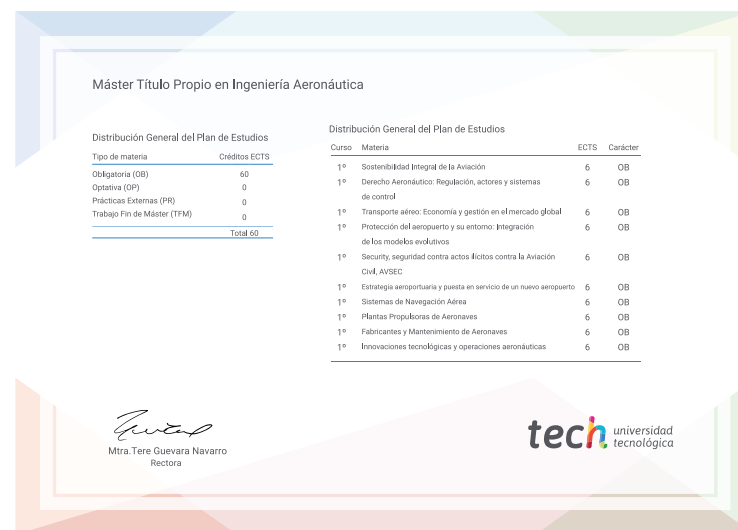 Máster Título Propio en Ingeniería Aeronáutica
Distribución General del Plan de Estudios
Tipo de materia Créditos ECTS
Obligatoria (OB) 60
Optativa (OP) 0
Prácticas Externas (PR) 0
Trabajo Fin de Máster (TFM) 0
Total 60
Distribución General del Plan de Estudios
Curso Materia ECTS Carácter
1º Sostenibilidad Integral de la Aviación 6 OB
1º Derecho Aeronáutico: Regulación, actores y sistemas 6 OB
de control
1º Transporte aéreo: Economía y gestión en el mercado global 6 OB
1º Protección del aeropuerto y su entorno: Integración 6 OB
de los modelos evolutivos
1º Security, seguridad contra actos ilícitos contra la Aviación 6 OB
Civil, AVSEC
1º Estrategia aeroportuaria y puesta en servicio de un nuevo aeropuerto 6 OB
1º Sistemas de Navegación Aérea 6 OB
1º Plantas Propulsoras de Aeronaves 6 OB
1º Fabricantes y Mantenimiento de Aeronaves 6 OB
1º Innovaciones tecnológicas y operaciones aeronáuticas 6 OB
Mtra.Tere Guevara Navarro
Rectora
tech universidad
tecnológica